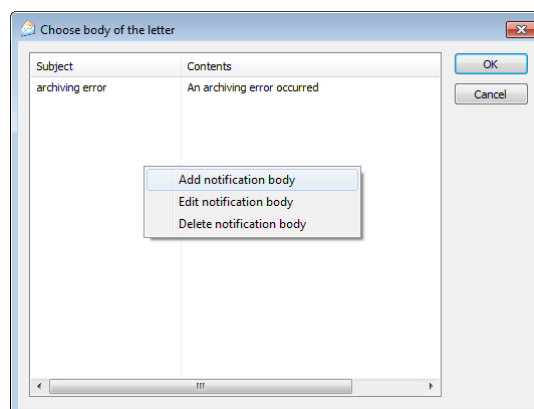 Choose body of the letter
Subject Contents
archiving error An archiving error occurred
OK
Cancel
Add notification body
Edit notification body
Delete notification body